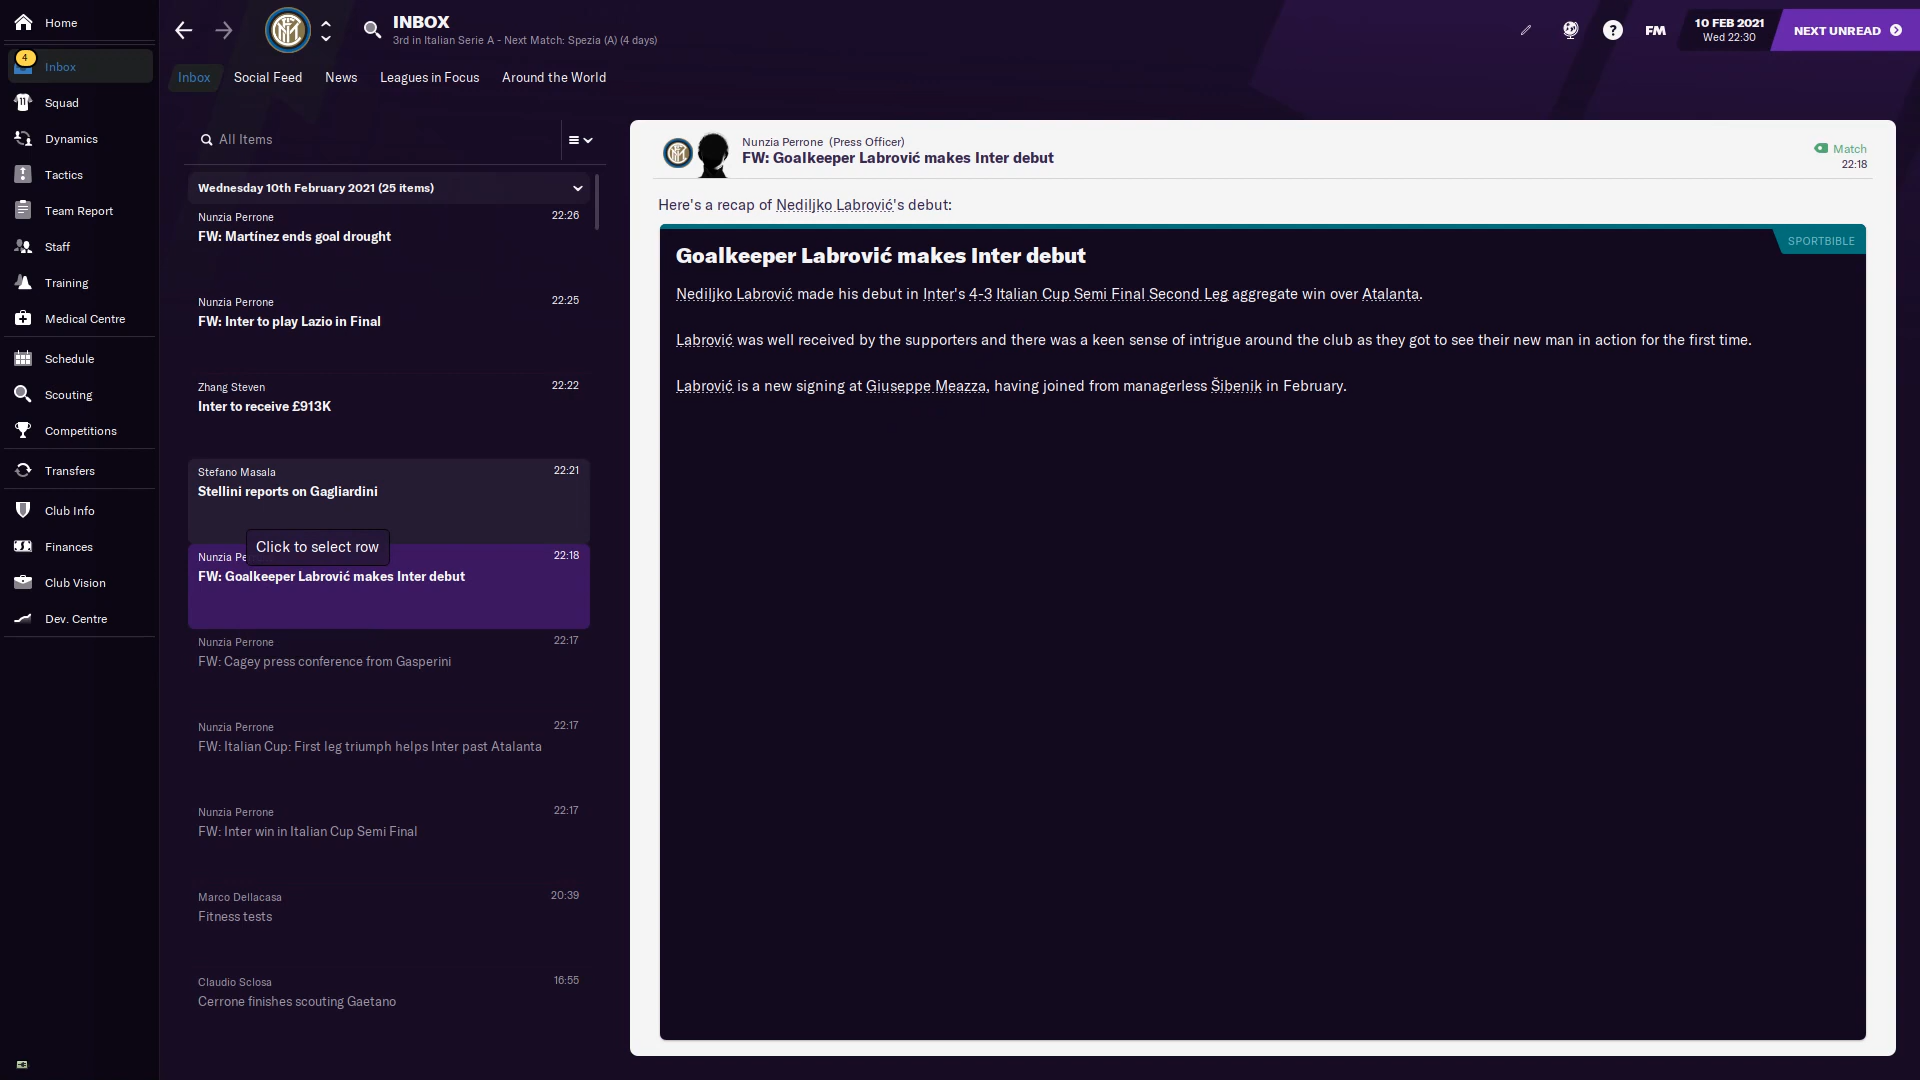 Home
4
Inbox
Squad
Dynamics
Tactics
Team Report
Staff
Training
Medical Centre
Schedule
Scouting
Competitions
Transfers
Club Info
Finances
Club Vision
Dev. Centre
INBOX
3rd in Italian Serie A - Next Match: Spezia (A) (4 days)
FM
10 FEB 2021
Wed 22:30
NEXT UNREAD
Inbox
Social Feed
News
Leagues in Focus
Around the World
All Items
Wednesday 10th February 2021 (25 items)
Nunzia Perrone 22:26
FW: Martínez ends goal drought
Nunzia Perrone 22:25
FW: Inter to play Lazio in Final
Zhang Steven 22:22
Inter to receive £913K
Stefano Masala 22:21
Stellini reports on Gagliardini
Click to select row
Nunzia Pe 22:18
FW: Goalkeeper Labrović makes Inter debut
Nunzia Perrone 22:17
FW: Cagey press conference from Gasperini
Nunzia Perrone 22:17
FW: Italian Cup: First leg triumph helps Inter past Atalanta
Nunzia Perrone 22:17
FW: Inter win in Italian Cup Semi Final
Marco Dellacasa 20:39
Fitness tests
Claudio Sclosa 16:55
Cerrone finishes scouting Gaetano
Nunzia Perrone (Press Officer)
FW: Goalkeeper Labrović makes Inter debut
Match
22:18
Here's a recap of Nediljko Labrović's debut:
SPORTBIBLE
Goalkeeper Labrović makes Inter debut
Nediljko Labrović made his debut in Inter's 4-3 Italian Cup Semi Final Second Leg aggregate win over Atalanta.
Labrović was well received by the supporters and there was a keen sense of intrigue around the club as they got to see their new man in action for the first time.
Labrović is a new signing at Giuseppe Meazza, having joined from managerless Šibenik in February.